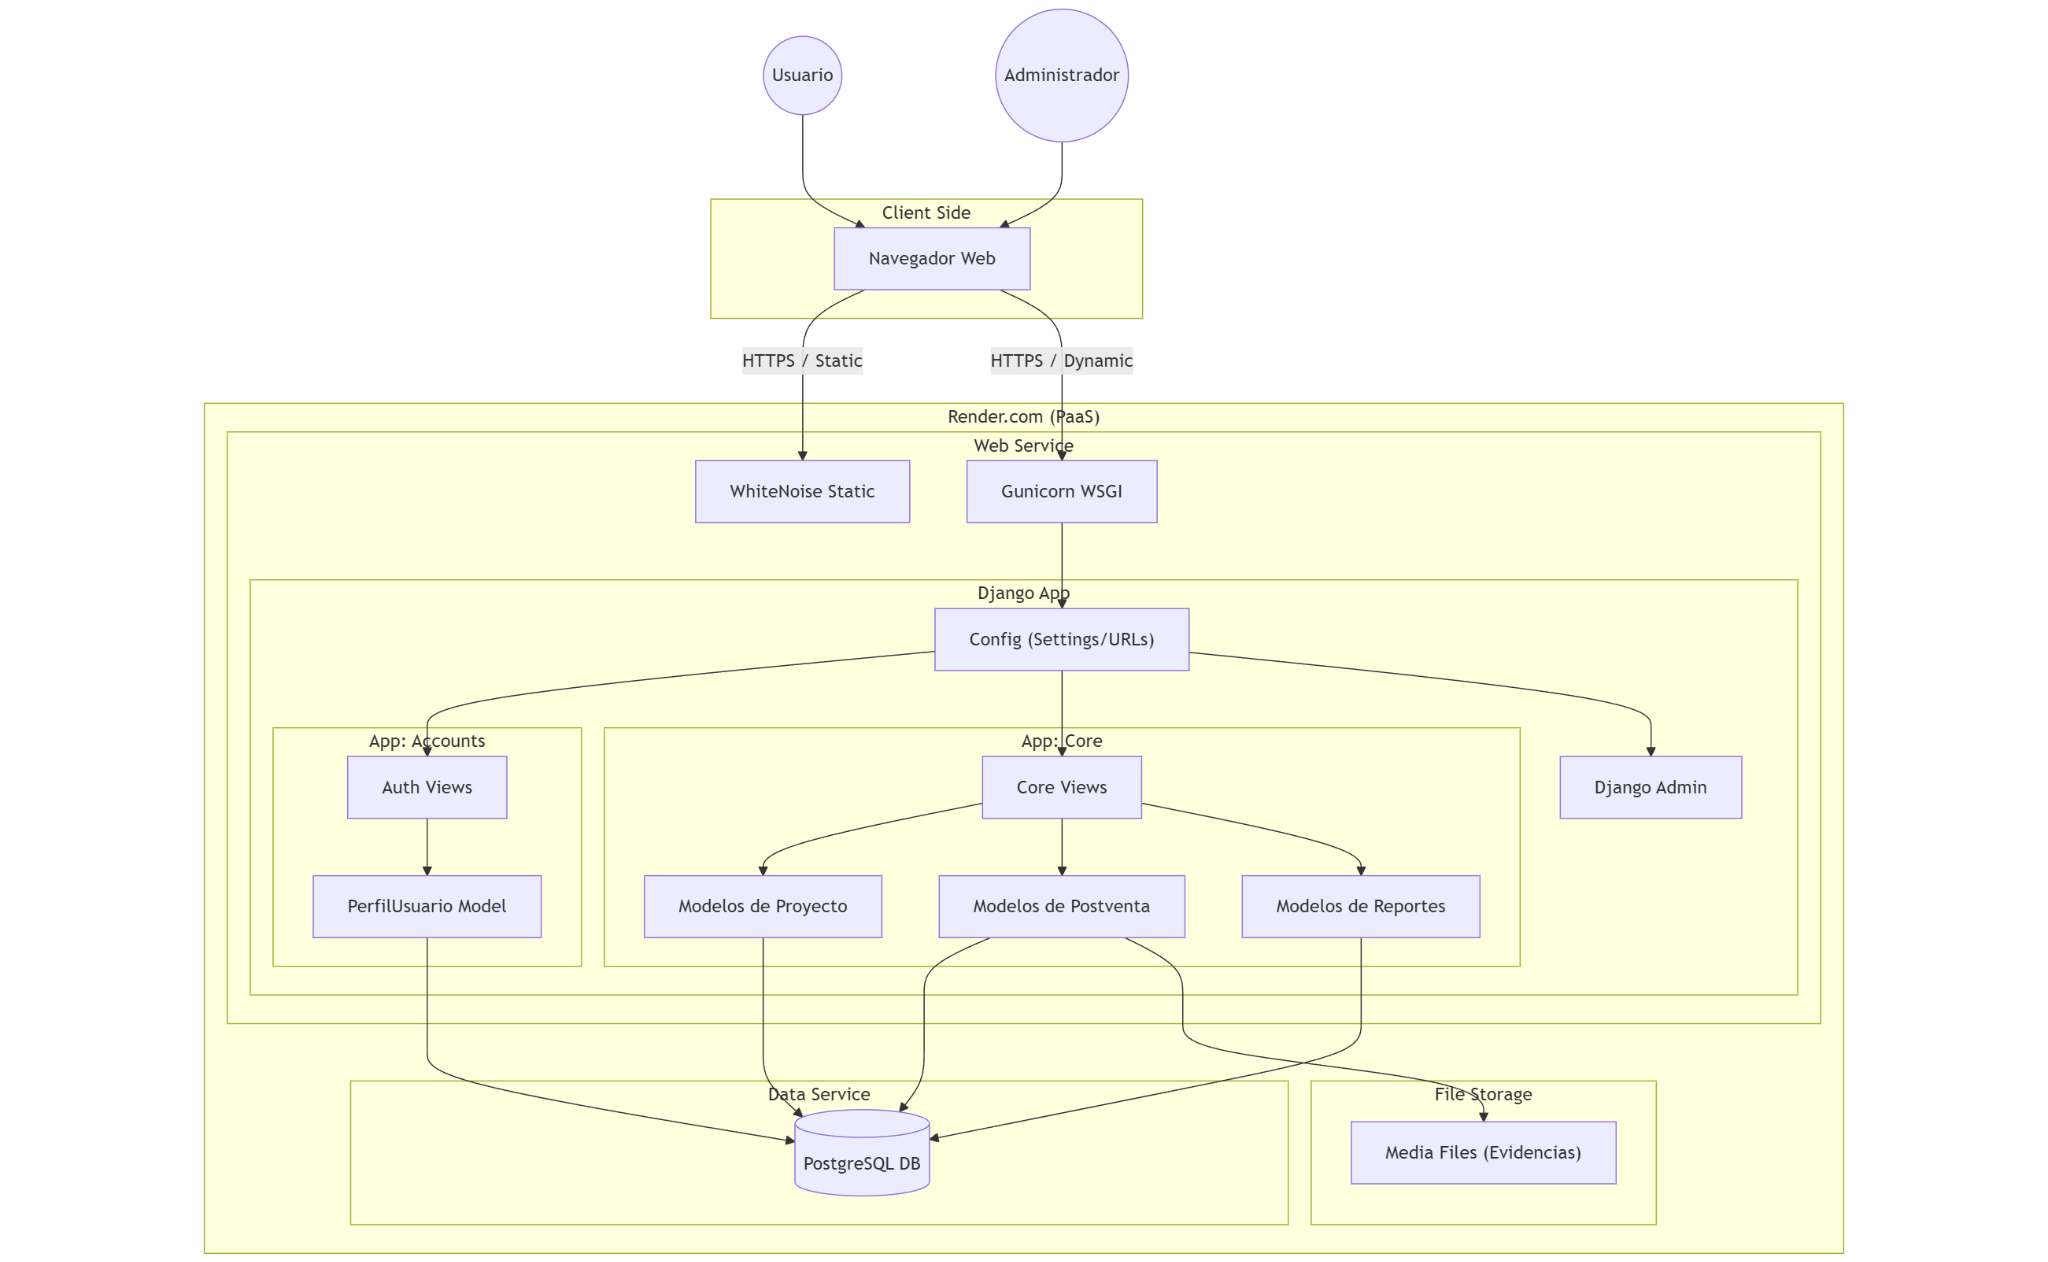 Usuario
Administrador
Client Side
Navegador Web
HTTPS / Static
HTTPS / Dynamic
Render.com (PaaS)
Web Service
WhiteNoise Static
Gunicorn WSGI
Django App
Config (Settings/URLs)
App: Accounts
App: Core
Auth Views
Core Views
Django Admin
PerfilUsuario Model
Modelos de Proyecto
Modelos de Postventa
Modelos de Reportes
Data Service
File Storage
PostgreSQL DB
Media Files (Evidencias)